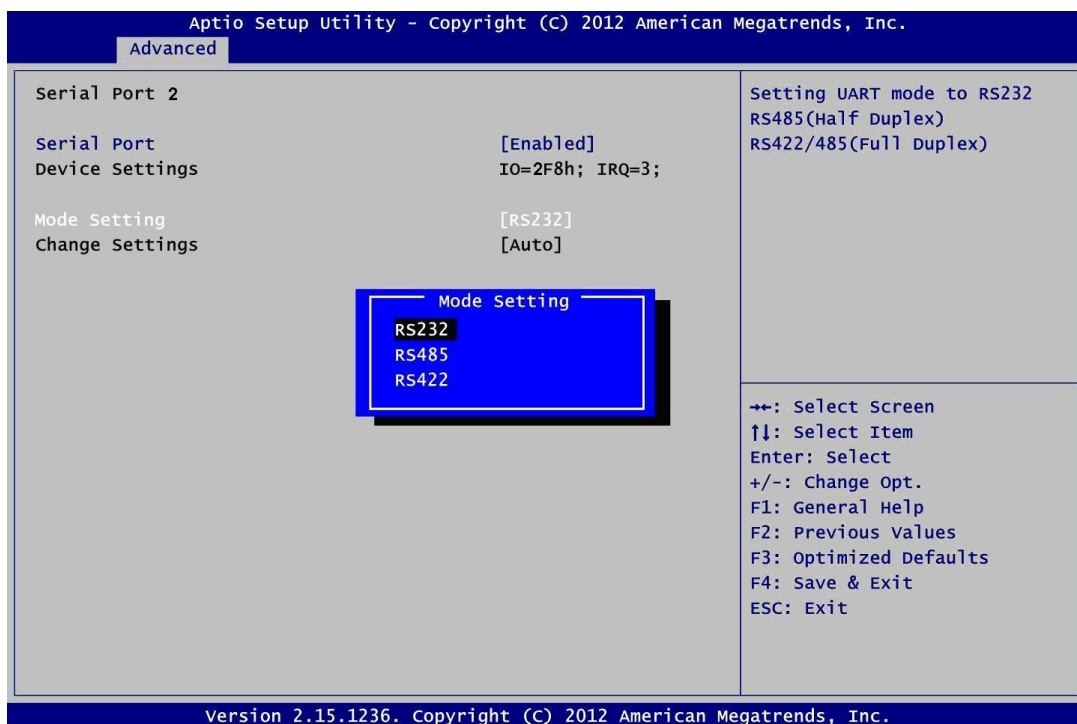 Aptio Setup Utility – Copyright (C) 2012 American Megatrends, Inc.
Advanced
Serial Port 2
Serial Port [Enabled]
Device Settings IO=2F8h; IRQ=3;
Mode Setting [RS232]
Change Settings [Auto]
Mode Setting
RS232
RS485
RS422
Setting UART mode to RS232
RS485(Half Duplex)
RS422/485(Full Duplex)
→←: Select Screen
↑↓: Select Item
Enter: Select
+/-: Change Opt.
F1: General Help
F2: Previous Values
F3: Optimized Defaults
F4: Save & Exit
ESC: Exit
Version 2.15.1236. Copyright (C) 2012 American Megatrends, Inc.